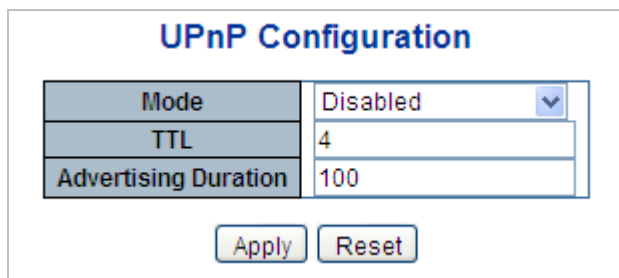 UPnP Configuration
Mode Disabled
TTL 4
Advertising Duration 100
Apply Reset